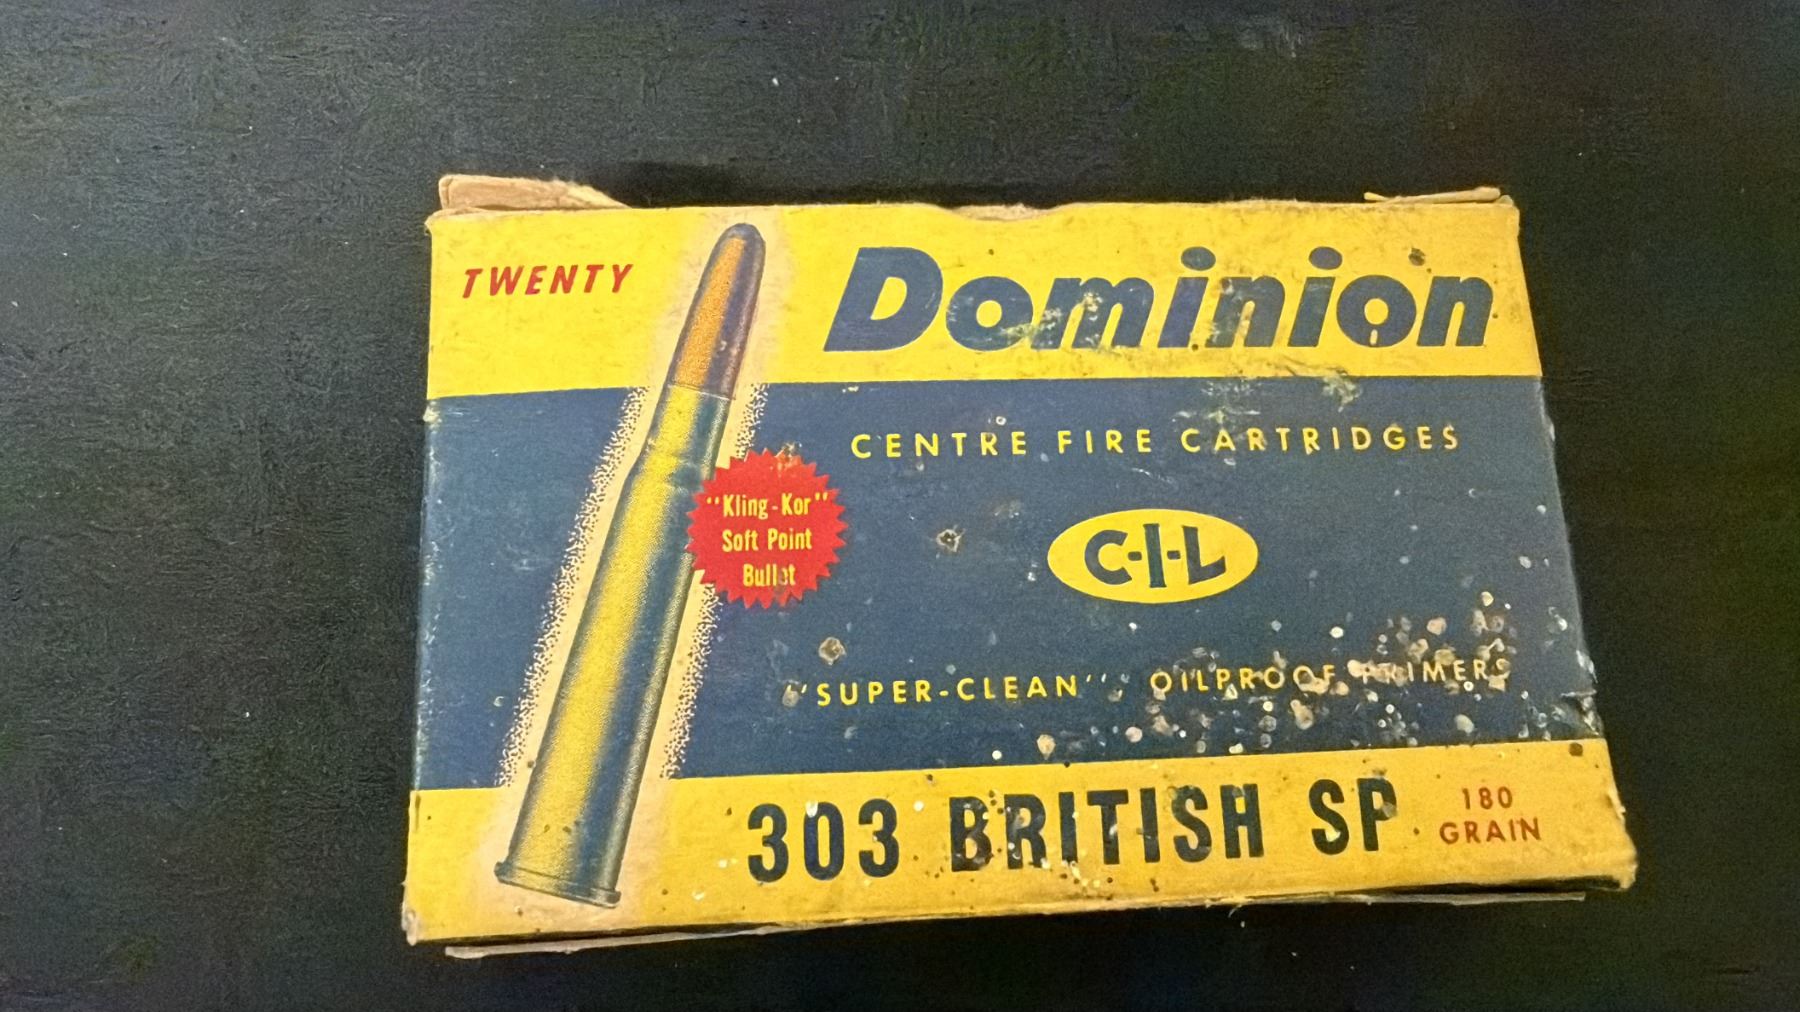 TWENTY
Dominion
CENTRE FIRE CARTRIDGES
"Kling-Kor"
Soft Point
Bullet
C-I-L
"SUPER-CLEAN", OILPROOF PRIMERS
303 BRITISH SP
180
GRAIN